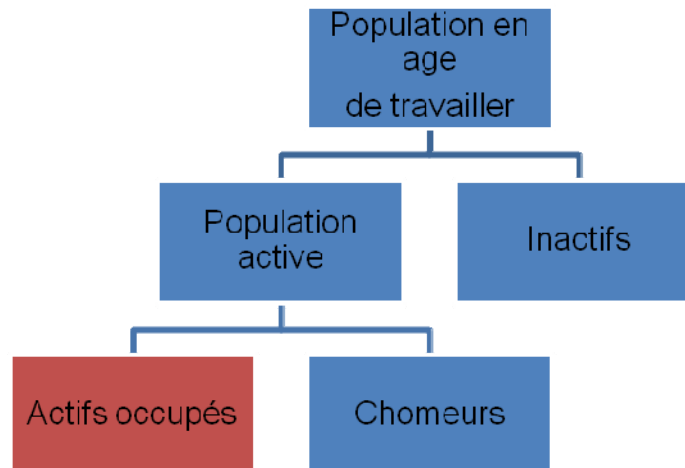 Population en
age
de travailler
Population
active
Inactifs
Actifs occupés
Chomeurs